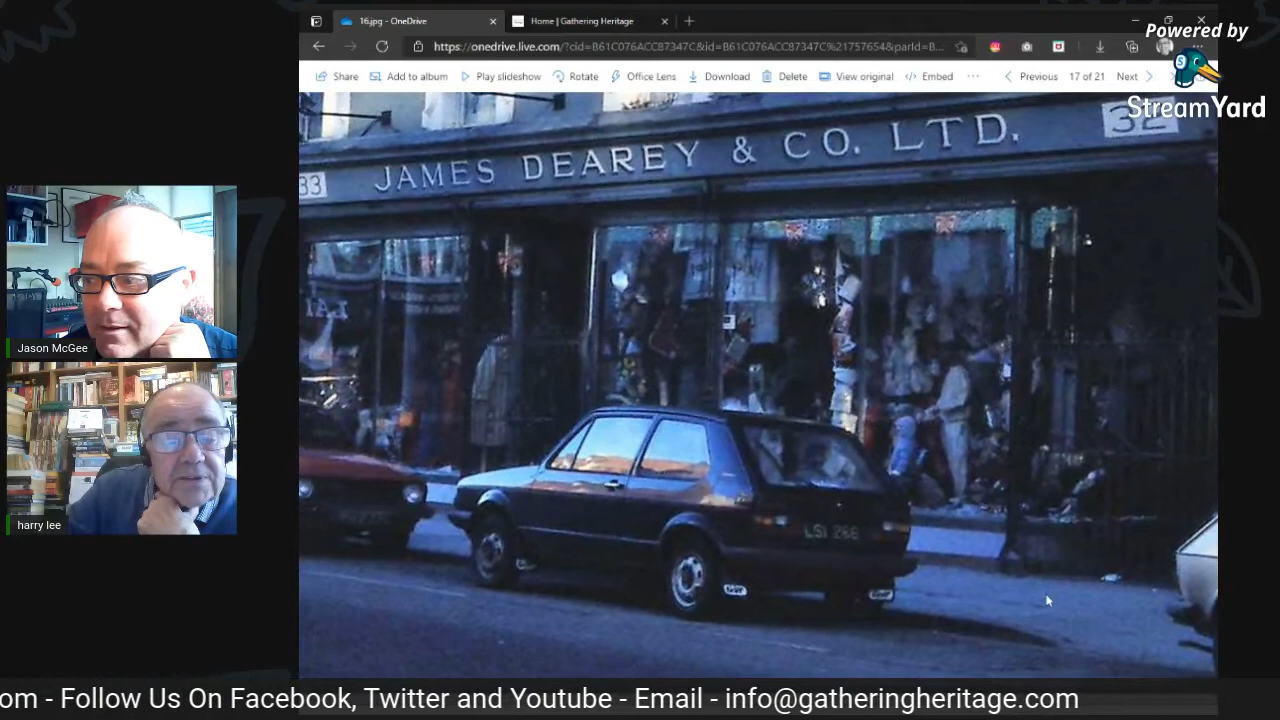 16.jpg - OneDrive
Home | Gathering Heritage
https://onedrive.live.com/?cid=B61C076ACC87347C&id=B61C076ACC87347C%21757654&parId=B...
Share
Add to album
Play slideshow
Rotate
Office Lens
Download
Delete
View original
Embed
Previous
17 of 21
Next
Powered by
StreamYard
33
JAMES DEAREY & CO. LTD.
32
Jason McGee
harry lee
om - Follow Us On Facebook, Twitter and Youtube - Email - info@gatheringheritage.com